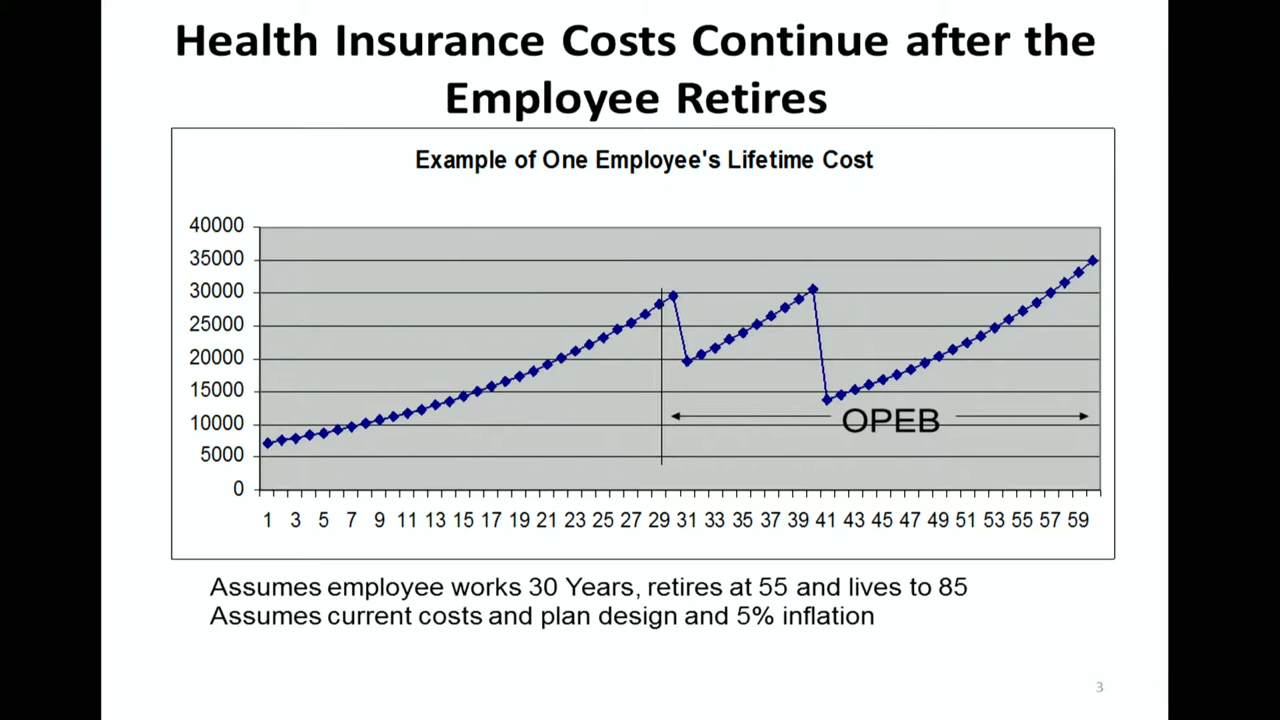 Health Insurance Costs Continue after the
Employee Retires
Example of One Employee's Lifetime Cost
40000
35000
30000
25000
20000
15000
10000
5000
0
OPEB
1 3 5 7 9 11 13 15 17 19 21 23 25 27 29 31 33 35 37 39 41 43 45 47 49 51 53 55 57 59
Assumes employee works 30 Years, retires at 55 and lives to 85
Assumes current costs and plan design and 5% inflation
3